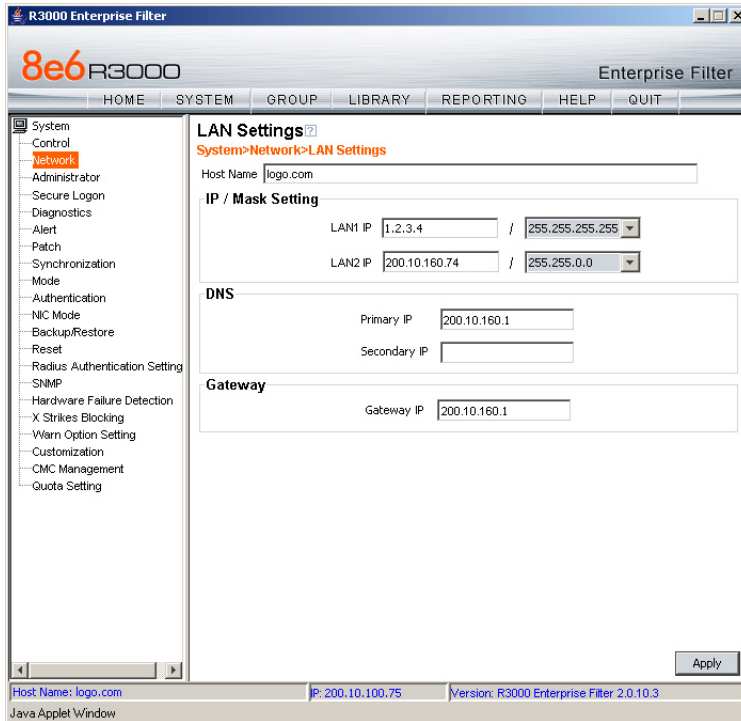 R3000 Enterprise Filter
8e6 R3000
Enterprise Filter
HOME SYSTEM GROUP LIBRARY REPORTING HELP QUIT
System
Control
Network
Administrator
Secure Logon
Diagnostics
Alert
Patch
Synchronization
Mode
Authentication
NIC Mode
Backup/Restore
Reset
Radius Authentication Setting
SNMP
Hardware Failure Detection
X Strikes Blocking
Warn Option Setting
Customization
CMC Management
Quota Setting
LAN Settings ?
System>Network>LAN Settings
Host Name logo.com
IP / Mask Setting
LAN1 IP 1.2.3.4 / 255.255.255.255
LAN2 IP 200.10.160.74 / 255.255.0.0
DNS
Primary IP 200.10.160.1
Secondary IP
Gateway
Gateway IP 200.10.160.1
Apply
Host Name: logo.com IP: 200.10.100.75 Version: R3000 Enterprise Filter 2.0.10.3
Java Applet Window